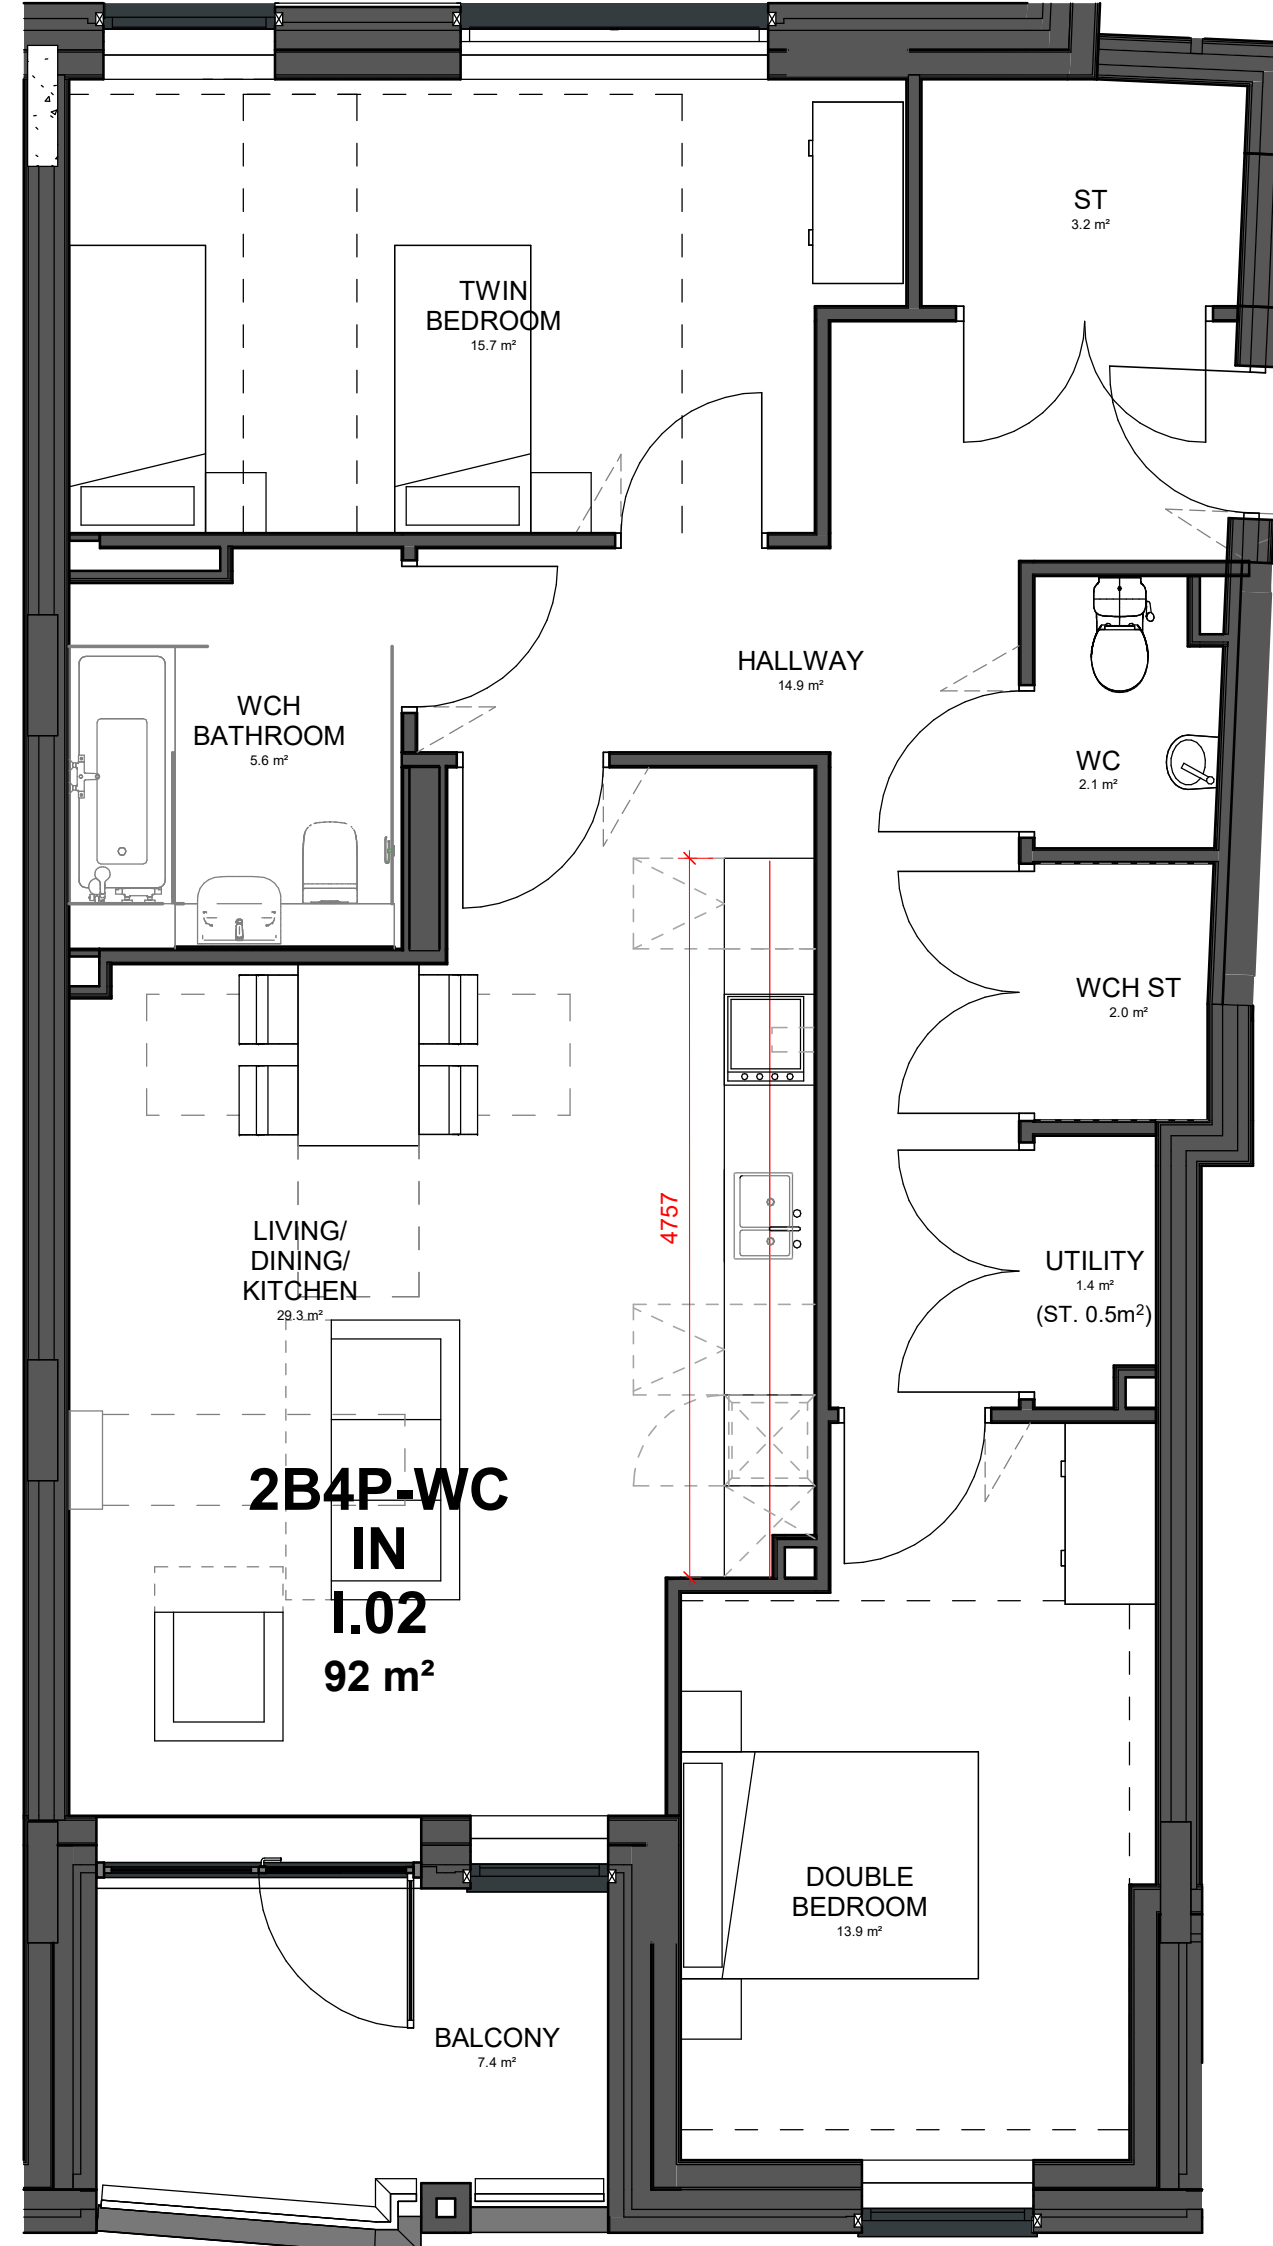 ST
3.2 m²
TWIN
BEDROOM
15.7 m²
HALLWAY
14.9 m²
WCH
BATHROOM
5.6 m²
WC
2.1 m²
WCH ST
2.0 m²
4757
LIVING/
DINING/
KITCHEN
29.3 m²
UTILITY
1.4 m²
(ST. 0.5m²)
2B4P-WC
IN
I.02
92 m²
DOUBLE
BEDROOM
13.9 m²
BALCONY
7.4 m²